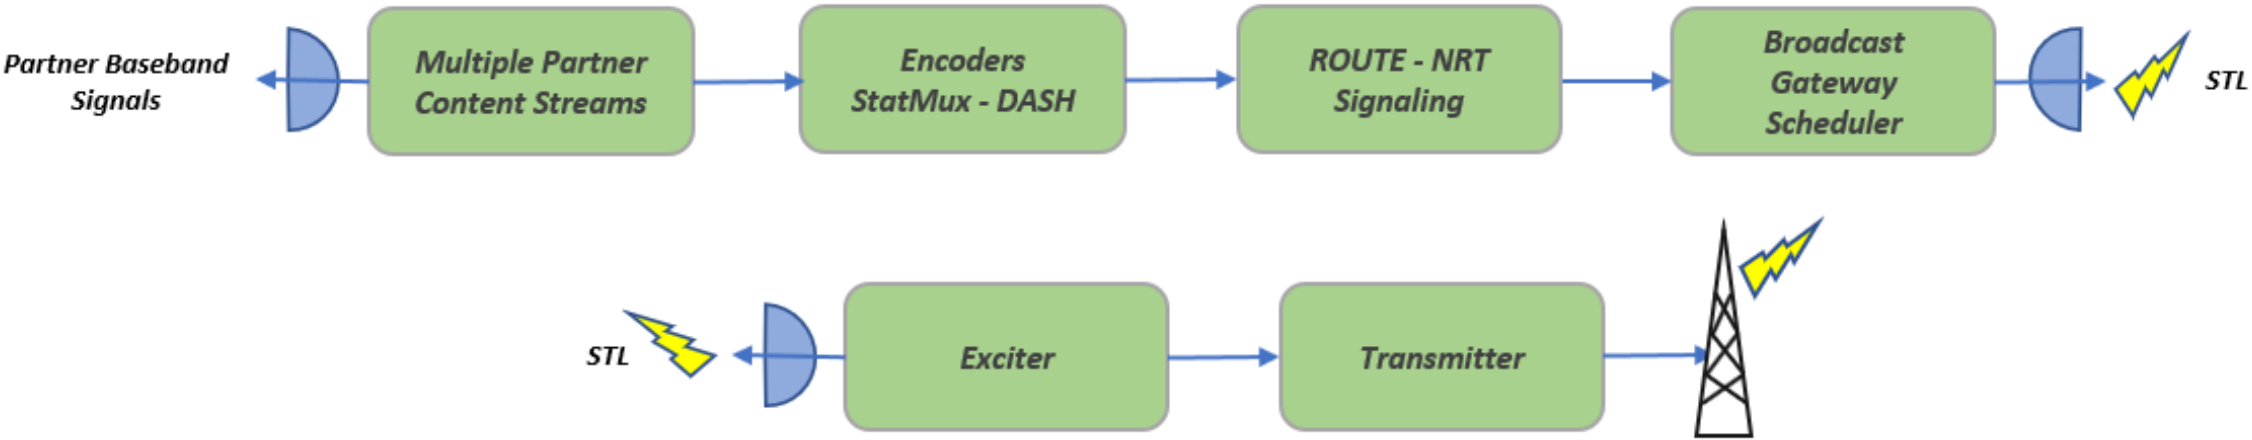 Partner Baseband
Signals
Multiple Partner
Content Streams
Encoders
StatMux - DASH
ROUTE - NRT
Signaling
Broadcast
Gateway
Scheduler
STL
STL
Exciter
Transmitter